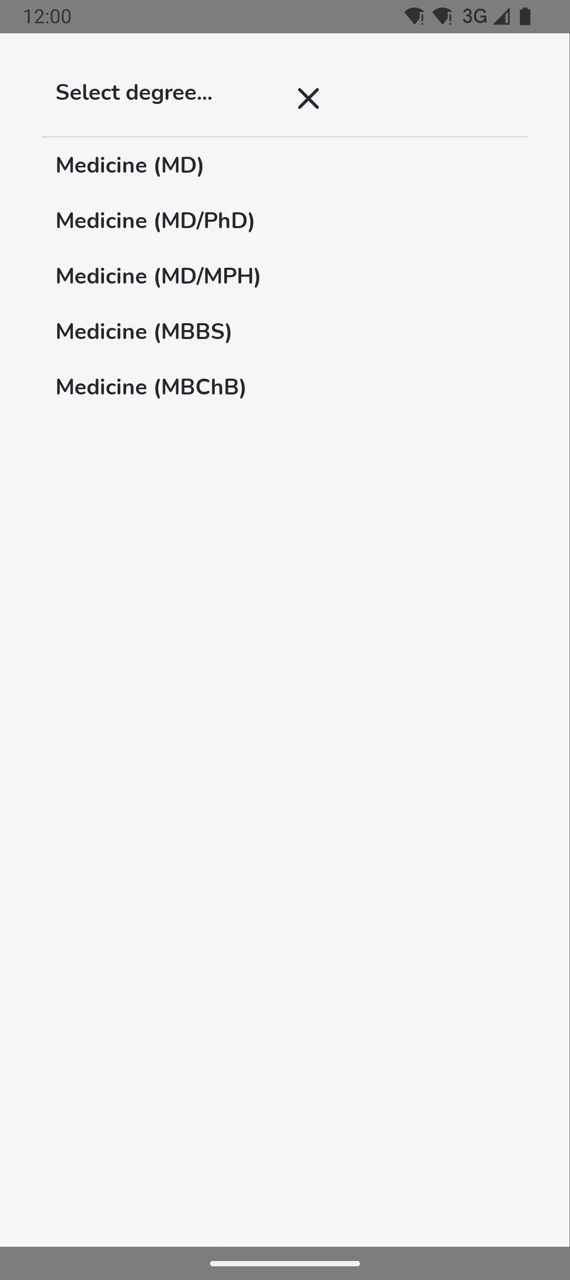 12:00 3G
Select degree...
Medicine (MD)
Medicine (MD/PhD)
Medicine (MD/MPH)
Medicine (MBBS)
Medicine (MBChB)